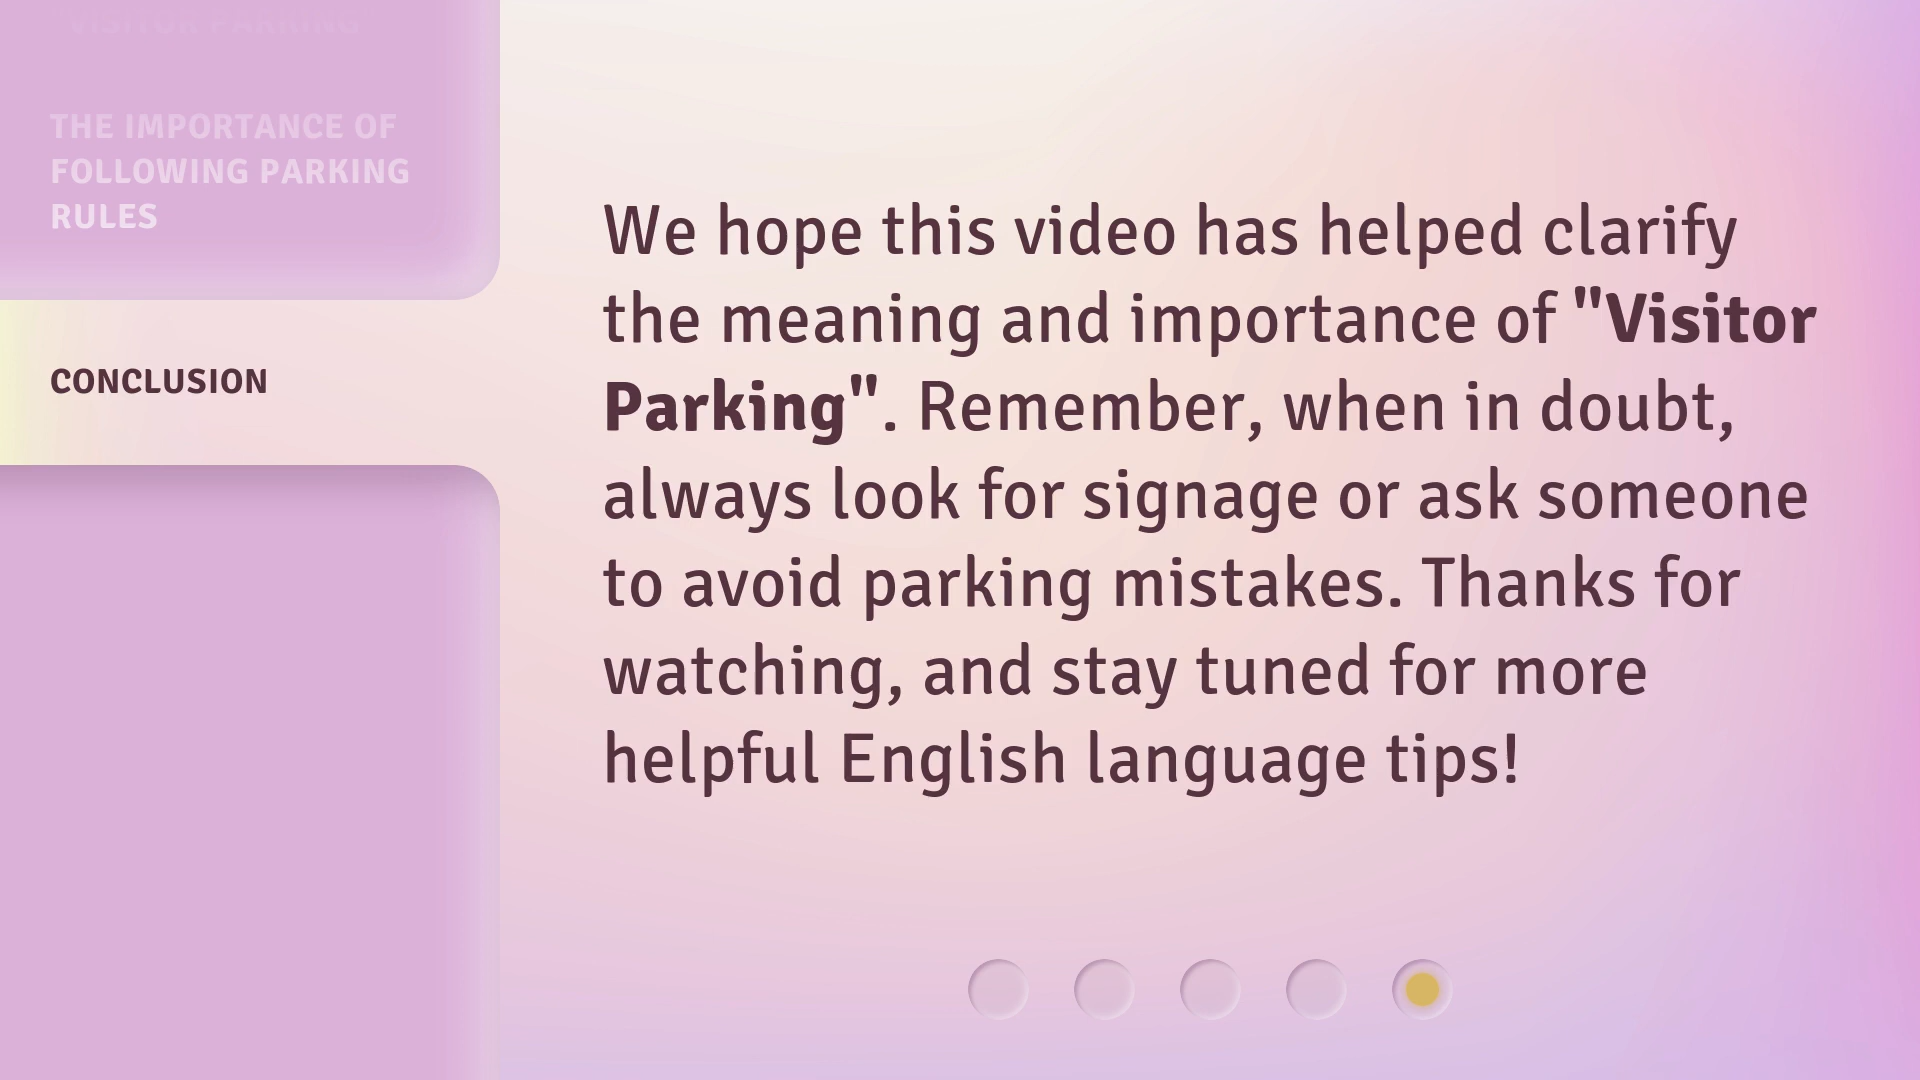 "VISITOR PARKING"
THE IMPORTANCE OF
FOLLOWING PARKING
RULES
CONCLUSION
We hope this video has helped clarify
the meaning and importance of "Visitor
Parking". Remember, when in doubt,
always look for signage or ask someone
to avoid parking mistakes. Thanks for
watching, and stay tuned for more
helpful English language tips!